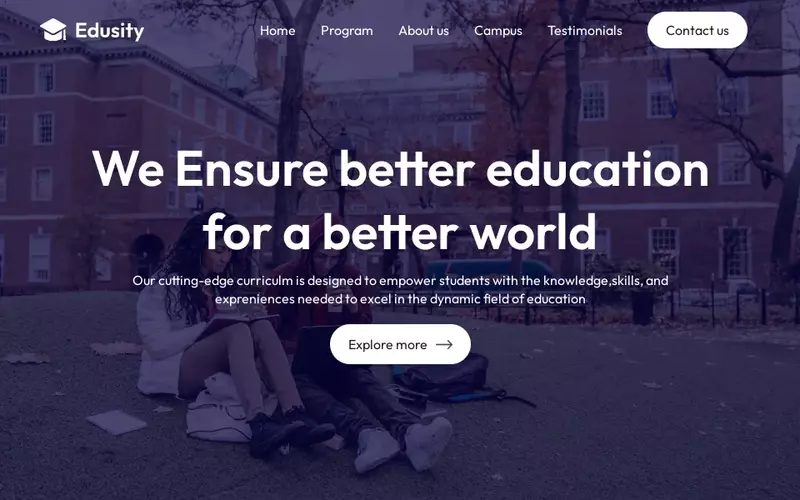 Edusity
Home Program About us Campus Testimonials Contact us
We Ensure better education
for a better world
Our cutting-edge curriculm is designed to empower students with the knowledge,skills, and
expreniences needed to excel in the dynamic field of education
Explore more